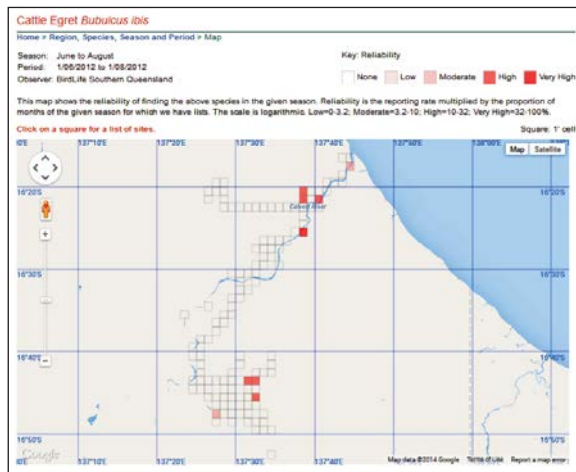 Cattle Egret Bubulcus ibis
Home > Region, Species, Season and Period > Map
Season: June to August
Period: 1/06/2012 to 1/08/2012
Observer: BirdLife Southern Queensland
Key: Reliability
None Low Moderate High Very High
This map shows the reliability of finding the above species in the given season. Reliability is the reporting rate multiplied by the proportion of
months of the given season for which we have lists. The scale is logarithmic. Low=0-3.2; Moderate=3.2-10; High=10-32; Very High=32-100%.
Click on a square for a list of sites. Square: 1' cell
0'E 137°10'E 137°20'E 137°30'E 137°40'E 137°50'E 138°00'E
Map Satellite
16°20'S 16°20'S
Calvert River
16°30'S 16°30'S
16°40'S 16°40'S
16°50'S 16°50'S
Google
Map data ©2014 Google Terms of Use Report a map error
0'E 137°10'E 137°20'E 137°30'E 137°40'E